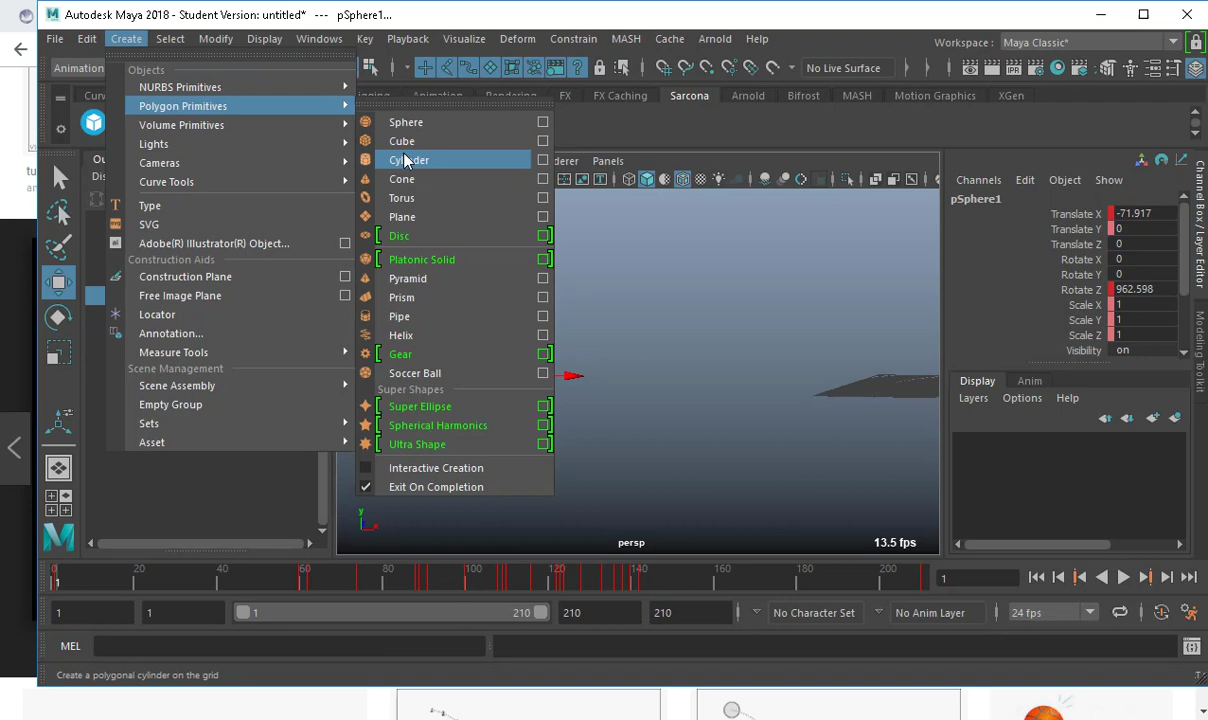 Autodesk Maya 2018 - Student Version: untitled*   ---   pSphere1...
File Edit Create Select Modify Display Windows Key Playback Visualize Deform Constrain MASH Cache Arnold Help
Workspace : Maya Classic*
Animation
No Live Surface
FX FX Caching Sarcona Arnold Bifrost MASH Motion Graphics XGen
Objects
NURBS Primitives
Polygon Primitives
Volume Primitives
Lights
Cameras
Curve Tools
Type
SVG
Adobe(R) Illustrator(R) Object...
Construction Aids
Construction Plane
Free Image Plane
Locator
Annotation...
Measure Tools
Scene Management
Scene Assembly
Empty Group
Sets
Asset
Sphere
Cube
Cylinder
Cone
Torus
Plane
Disc
Platonic Solid
Pyramid
Prism
Pipe
Helix
Gear
Soccer Ball
Super Shapes
Super Ellipse
Spherical Harmonics
Ultra Shape
Interactive Creation
Exit On Completion
Panels
persp
13.5 fps
Channels Edit Object Show
pSphere1
Translate X -71.917
Translate Y 0
Translate Z 0
Rotate X 0
Rotate Y 0
Rotate Z 962.598
Scale X 1
Scale Y 1
Scale Z 1
Visibility on
Display Anim
Layers Options Help
Channel Box / Layer Editor
Modeling Toolkit
1 20 40 60 80 100 120 140 160 180 200 1
1 1 1 210 210 210 No Character Set No Anim Layer 24 fps
MEL
Create a polygonal cylinder on the grid